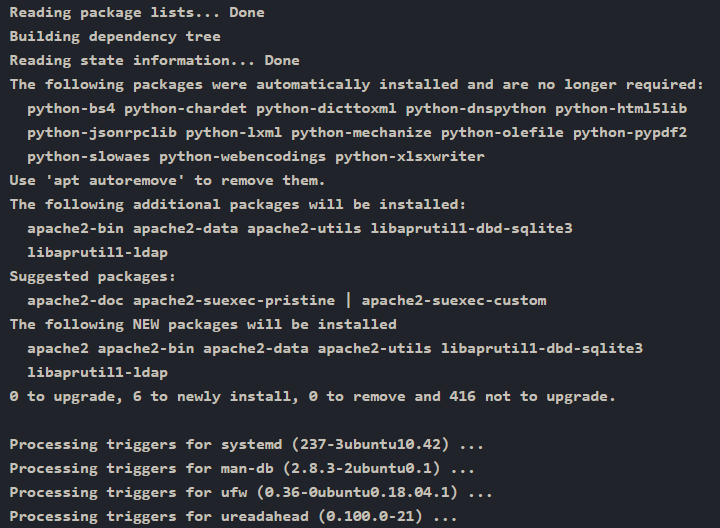 Reading package lists... Done
Building dependency tree
Reading state information... Done
The following packages were automatically installed and are no longer required:
  python-bs4 python-chardet python-dicttoxml python-dnspython python-html5lib
  python-jsonrpclib python-lxml python-mechanize python-olefile python-pypdf2
  python-slowaes python-webencodings python-xlsxwriter
Use 'apt autoremove' to remove them.
The following additional packages will be installed:
  apache2-bin apache2-data apache2-utils libaprutil1-dbd-sqlite3
  libaprutil1-ldap
Suggested packages:
  apache2-doc apache2-suexec-pristine | apache2-suexec-custom
The following NEW packages will be installed
  apache2 apache2-bin apache2-data apache2-utils libaprutil1-dbd-sqlite3
  libaprutil1-ldap
0 to upgrade, 6 to newly install, 0 to remove and 416 not to upgrade.

Processing triggers for systemd (237-3ubuntu10.42) ...
Processing triggers for man-db (2.8.3-2ubuntu0.1) ...
Processing triggers for ufw (0.36-0ubuntu0.18.04.1) ...
Processing triggers for ureadahead (0.100.0-21) ...